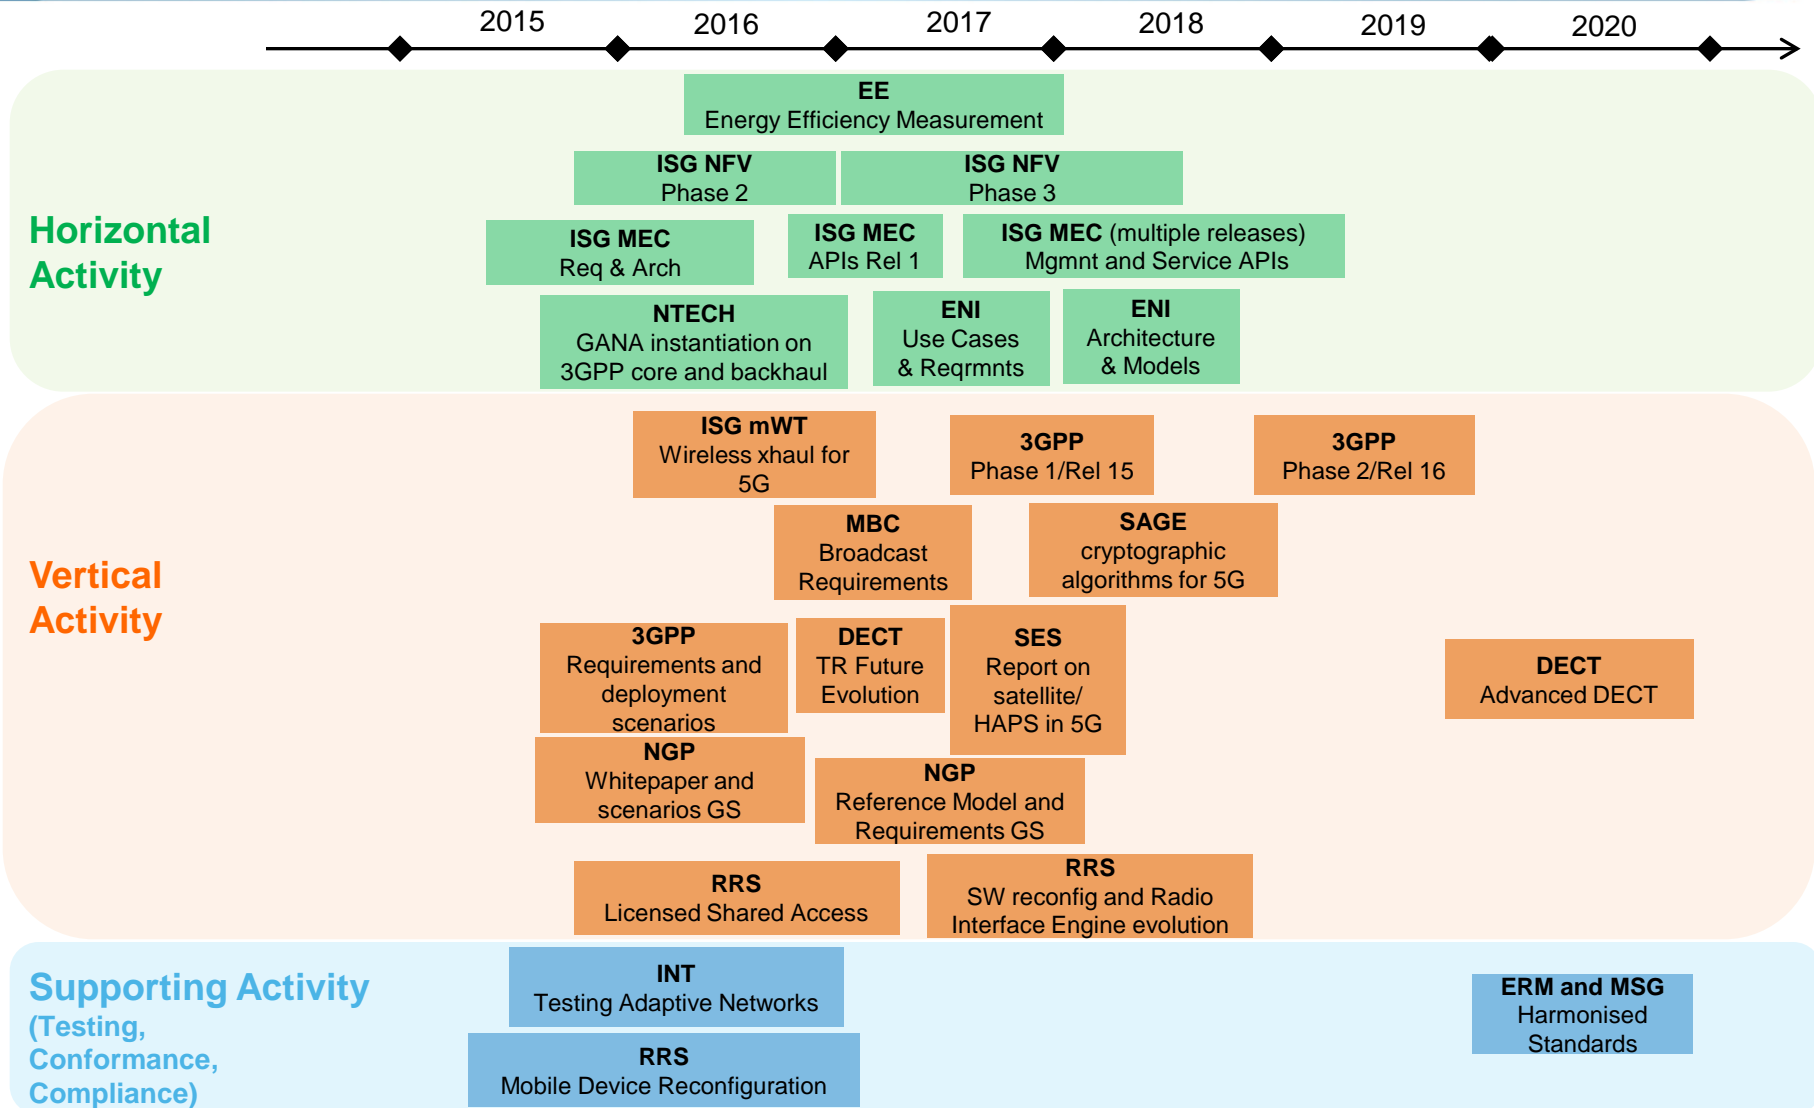 2015
2016
2017
2018
2019
2020
Horizontal
Activity
EE
Energy Efficiency Measurement
ISG NFV
Phase 2
ISG NFV
Phase 3
ISG MEC
Req & Arch
ISG MEC
APIs Rel 1
ISG MEC (multiple releases)
Mgmnt and Service APIs
NTECH
GANA instantiation on
3GPP core and backhaul
ENI
Use Cases
& Reqrmnts
ENI
Architecture
& Models
Vertical
Activity
ISG mWT
Wireless xhaul for
5G
3GPP
Phase 1/Rel 15
3GPP
Phase 2/Rel 16
MBC
Broadcast
Requirements
SAGE
cryptographic
algorithms for 5G
3GPP
Requirements and
deployment
scenarios
DECT
TR Future
Evolution
SES
Report on
satellite/
HAPS in 5G
DECT
Advanced DECT
NGP
Whitepaper and
scenarios GS
NGP
Reference Model and
Requirements GS
RRS
Licensed Shared Access
RRS
SW reconfig and Radio
Interface Engine evolution
Supporting Activity
(Testing,
Conformance,
Compliance)
INT
Testing Adaptive Networks
RRS
Mobile Device Reconfiguration
ERM and MSG
Harmonised
Standards